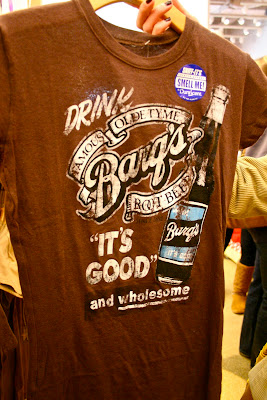 DRINK
FAMOUS OLDE TYME
Barq's
ROOT BEER
"IT'S
GOOD"
and wholesome
Barq's
SMELL ME!